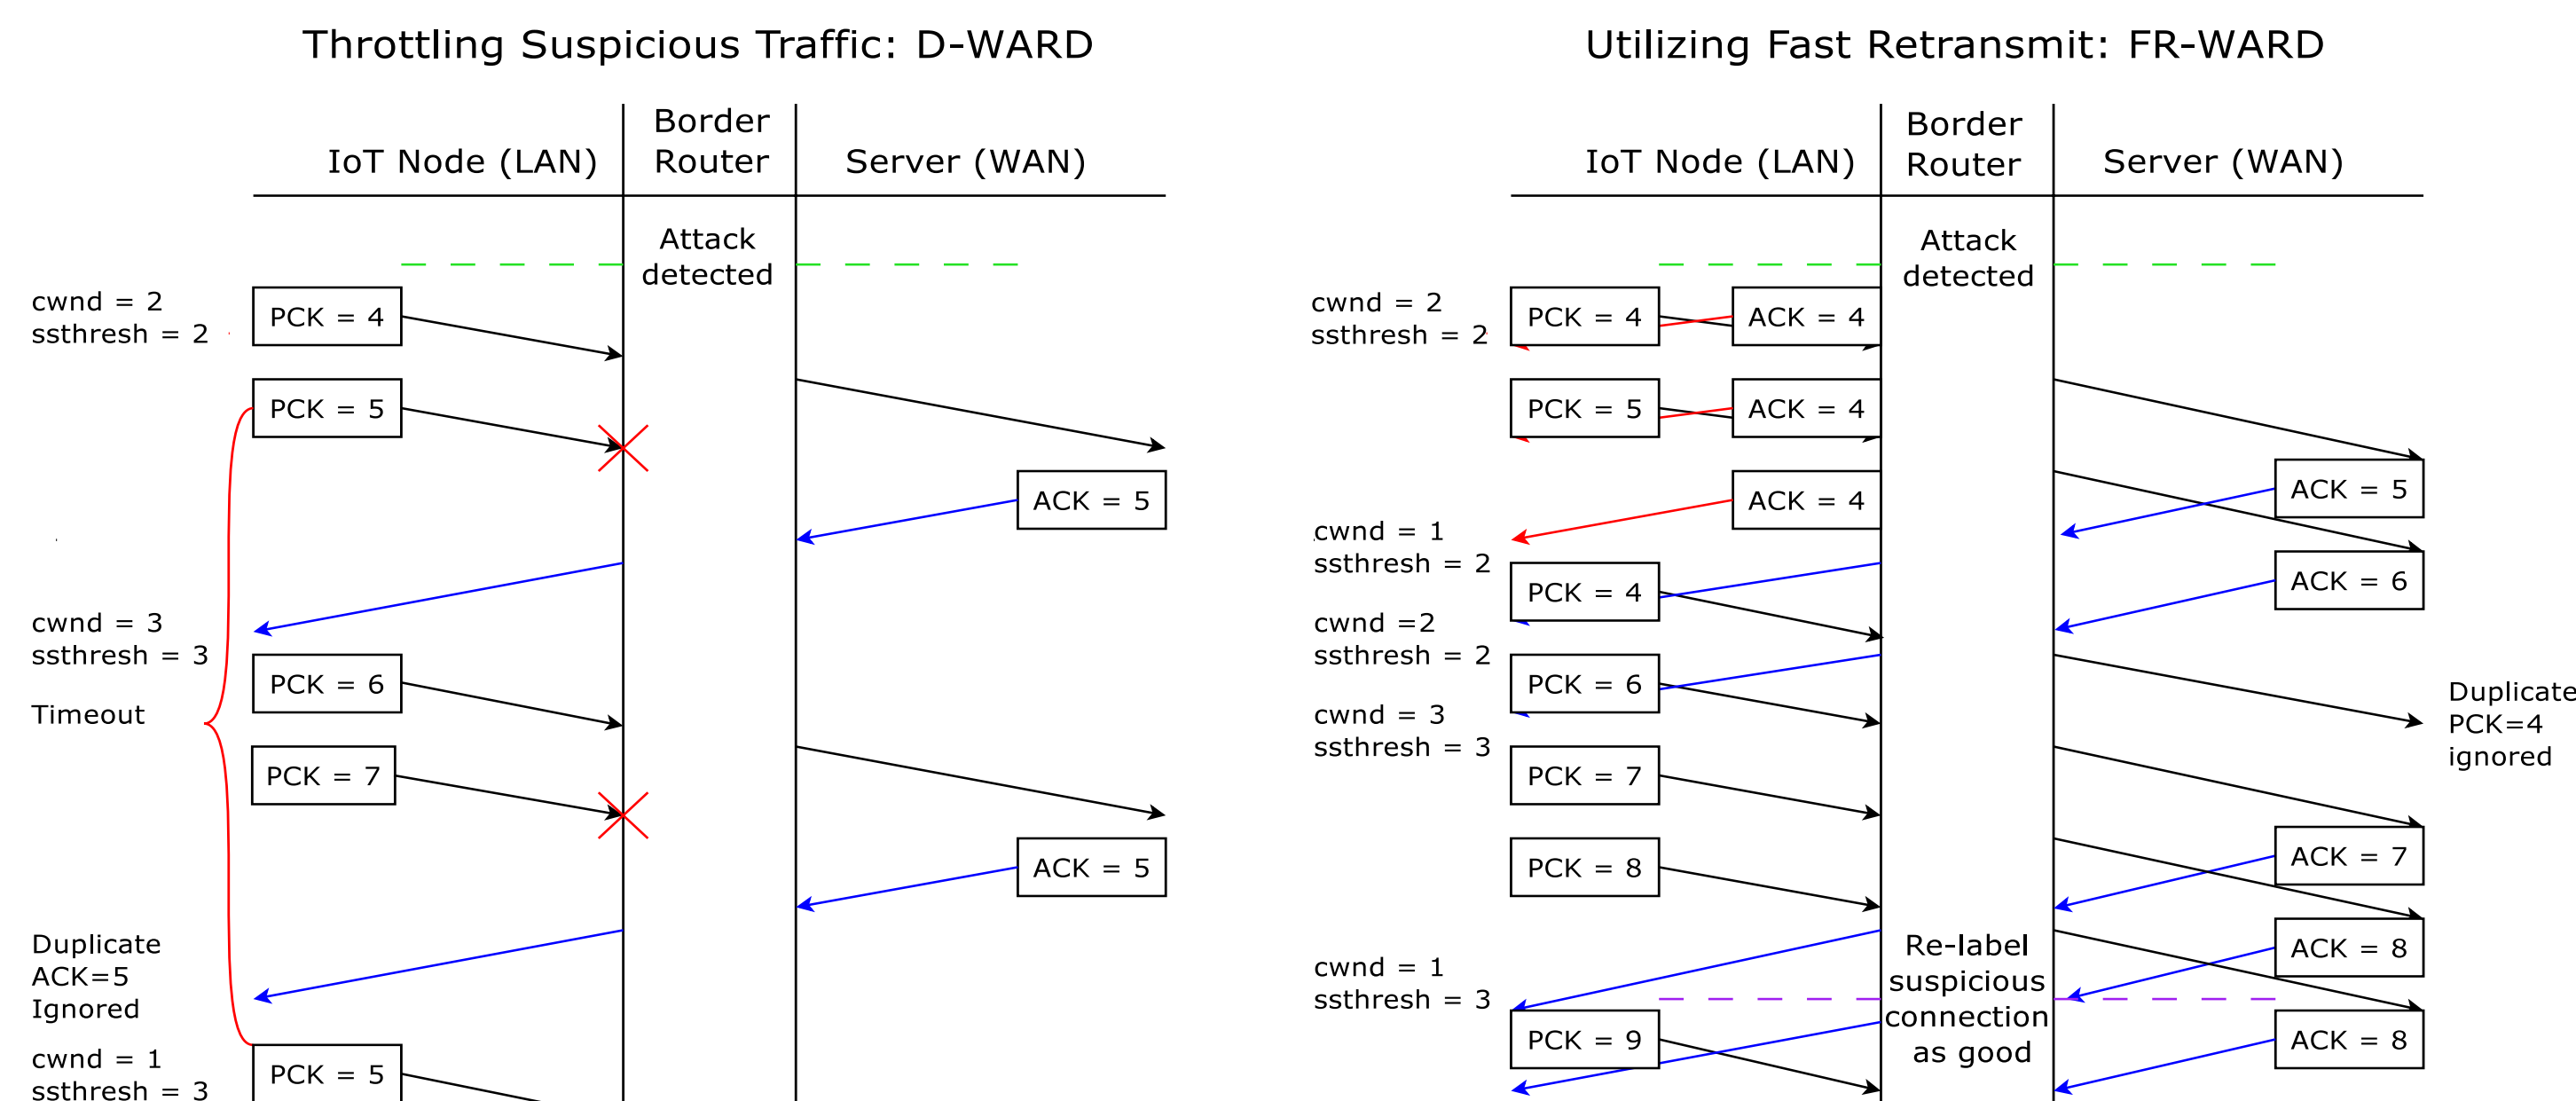 Throttling Suspicious Traffic: D-WARD
IoT Node (LAN)
Border
Router
Server (WAN)
Attack
detected
cwnd = 2
ssthresh = 2
PCK = 4
PCK = 5
ACK = 5
cwnd = 3
ssthresh = 3
PCK = 6
Timeout
PCK = 7
ACK = 5
Duplicate
ACK=5
Ignored
cwnd = 1
ssthresh = 3
PCK = 5
Utilizing Fast Retransmit: FR-WARD
IoT Node (LAN)
Border
Router
Server (WAN)
Attack
detected
cwnd = 2
ssthresh = 2
PCK = 4
ACK = 4
PCK = 5
ACK = 4
ACK = 4
ACK = 5
cwnd = 1
ssthresh = 2
PCK = 4
ACK = 6
cwnd =2
ssthresh = 2
PCK = 6
Duplicate
PCK=4
ignored
cwnd = 3
ssthresh = 3
PCK = 7
PCK = 8
ACK = 7
ACK = 8
Re-label
suspicious
connection
as good
cwnd = 1
ssthresh = 3
PCK = 9
ACK = 8